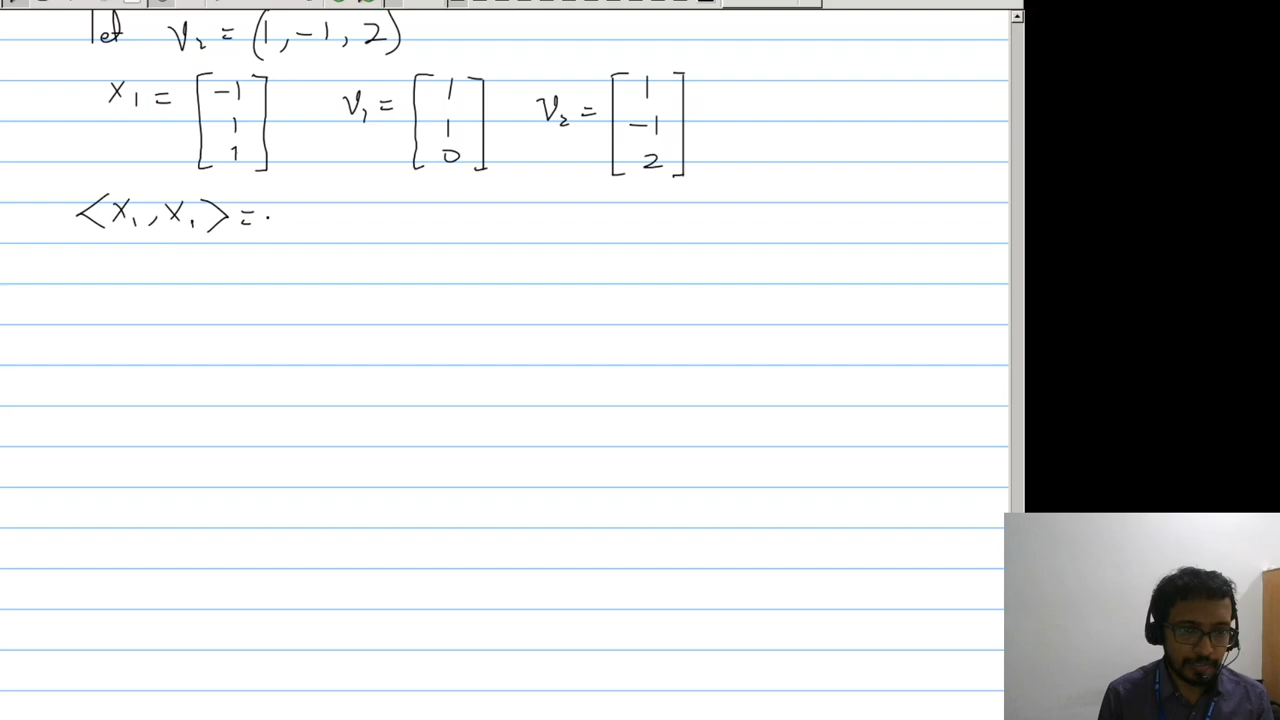 let v₂ = (1, -1, 2)
x₁ = [-1 1 1] v₁ = [1 1 0] v₂ = [1 -1 2]
<x₁, x₁> =